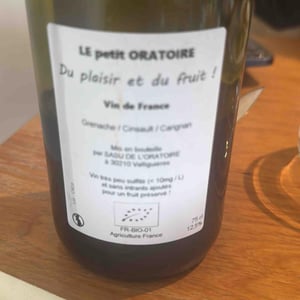 LE petit ORATOIRE
Du plaisir et du fruit !
Vin de France
Grenache / Cinsault / Carignan
Mis en bouteille
par SASU DE L'ORATOIRE
à 30210 Valliguières
Vin très peu sulfité (< 10mg / L)
et sans intrants ajoutés
pour un fruit préservé !
75 cl
12,5%
FR-BIO-01
Agriculture France